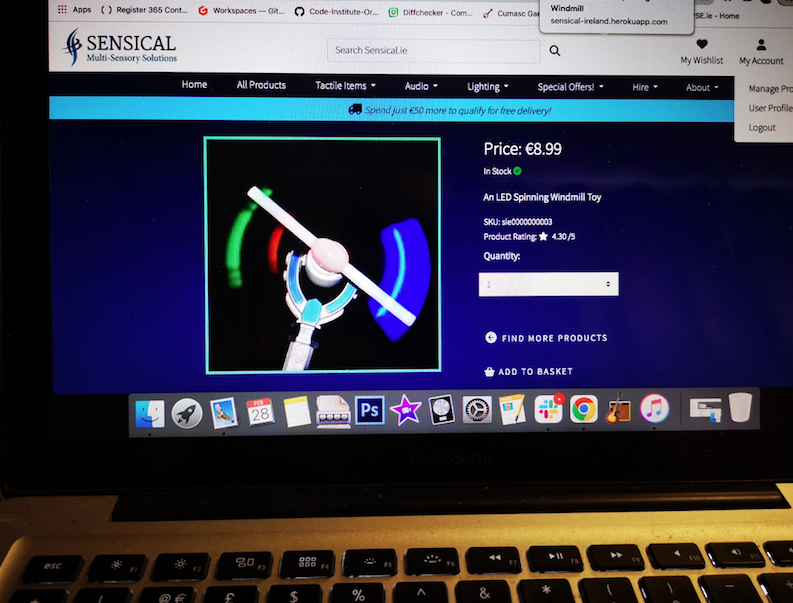 Apps
Register 365 Cont...
Workspaces — Git...
Code-Institute-Or...
Diffchecker - Com...
Cumasc Gar
Windmill
sensical-ireland.herokuapp.com
SE.ie - Home
SENSICAL
Multi-Sensory Solutions
Search Sensical.ie
My Wishlist
My Account
Home
All Products
Tactile Items
Audio
Lighting
Special Offers!
Hire
About
Manage Pro
User Profile
Logout
Spend just €50 more to qualify for free delivery!
Price: €8.99
In Stock
An LED Spinning Windmill Toy
SKU: sie0000000003
Product Rating: 4.30 /5
Quantity:
1
FIND MORE PRODUCTS
ADD TO BASKET
FEB
28
Ps
MacBook Pro
esc
F1
F2
F3
F4
F5
F6
F7
F8
F9
F10
F11
! @ € £ $ % ^ & * ( )